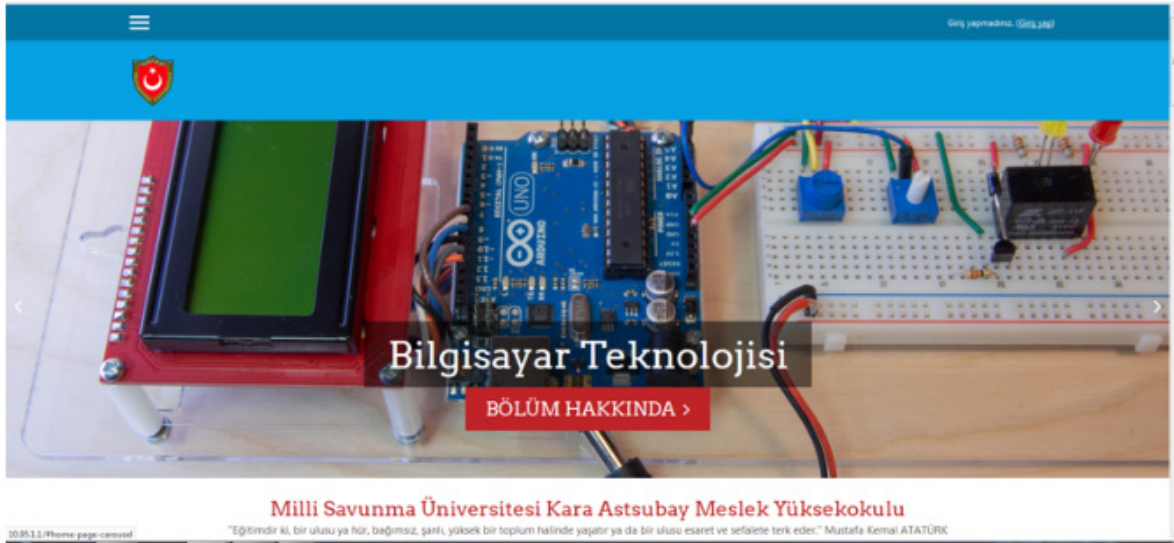 Giriş yapmadınız. (Giriş yap)
UNO
ARDUINO
Bilgisayar Teknolojisi
BÖLÜM HAKKINDA >
Milli Savunma Üniversitesi Kara Astsubay Meslek Yüksekokulu
"Eğitimdir ki, bir ulusu ya hür, bağımsız, şanlı, yüksek bir toplum halinde yaşatır ya da bir ulusu esaret ve sefalete terk eder." Mustafa Kemal ATATÜRK
10.95.1.1/#home-page-carousel